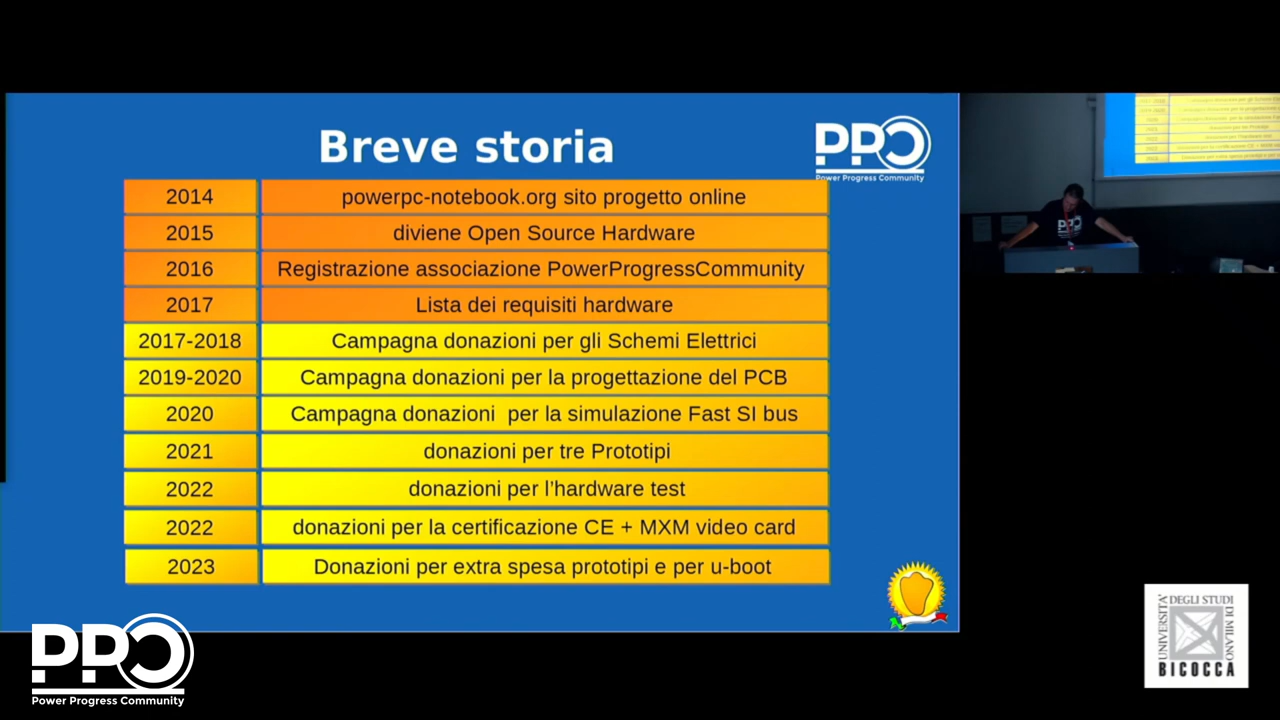 Breve storia
PPC
Power Progress Community
2014 powerpc-notebook.org sito progetto online
2015 diviene Open Source Hardware
2016 Registrazione associazione PowerProgressCommunity
2017 Lista dei requisiti hardware
2017-2018 Campagna donazioni per gli Schemi Elettrici
2019-2020 Campagna donazioni per la progettazione del PCB
2020 Campagna donazioni  per la simulazione Fast SI bus
2021 donazioni per tre Prototipi
2022 donazioni per l'hardware test
2022 donazioni per la certificazione CE + MXM video card
2023 Donazioni per extra spesa prototipi e per u-boot
PPC
Power Progress Community
UNIVERSITA'
DEGLI STUDI
DI MILANO
BICOCCA